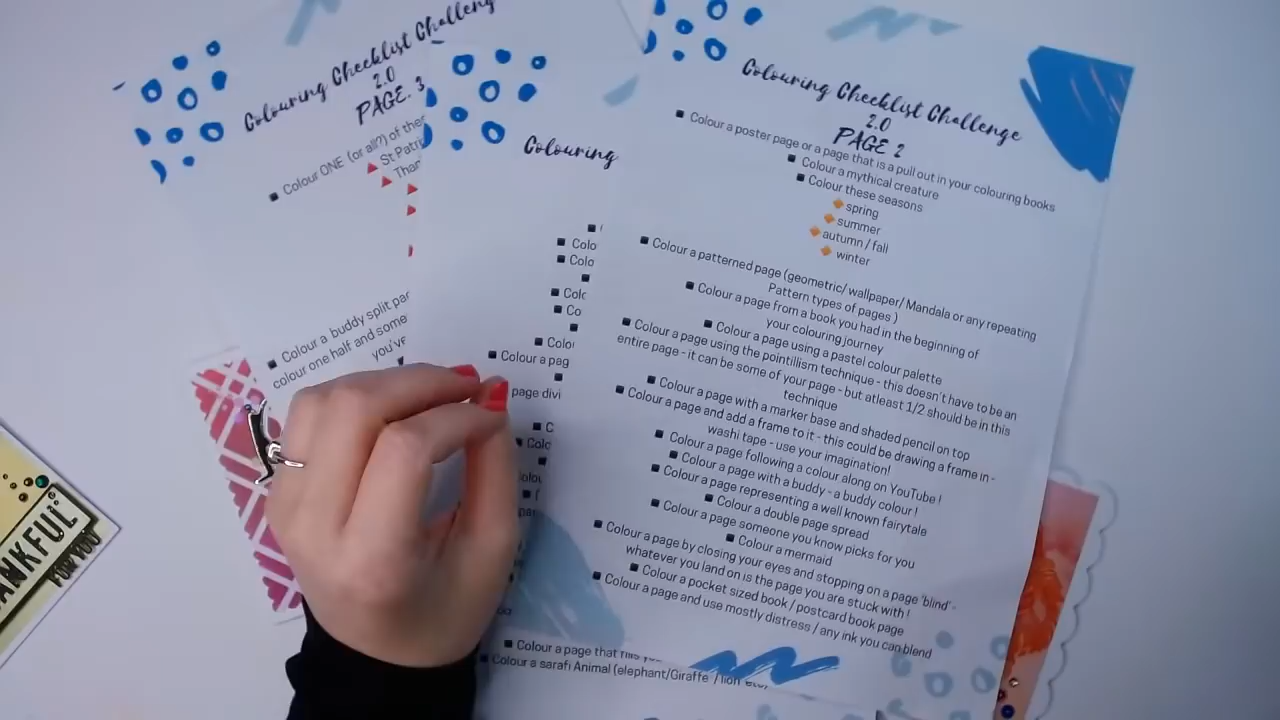 Colouring Checklist Challeng
2.0
PAGE. 3
Colour ONE (or all?) of the
St Patri
Than
Colour a buddy split par
colour one half and some
you've
Colouring
Colo
Colo
Colo
Co
Colou
Colour a pag
page divi
C
Colo
Colour a page that fills you
Colour a sarafi Animal (elephant/Giraffe / lion etc)
Colouring Checklist Challenge
2.0
PAGE 2
Colour a poster page or a page that is a pull out in your colouring books
Colour a mythical creature
Colour these seasons
spring
summer
autumn / fall
winter
Colour a patterned page (geometric/ wallpaper/ Mandala or any repeating
Pattern types of pages )
Colour a page from a book you had in the beginning of
your colouring journey
Colour a page using a pastel colour palette
Colour a page using the pointillism technique - this doesn't have to be an
entire page - it can be some of your page - but atleast 1/2 should be in this
technique
Colour a page with a marker base and shaded pencil on top
Colour a page and add a frame to it - this could be drawing a frame in -
washi tape - use your imagination!
Colour a page following a colour along on YouTube !
Colour a page with a buddy - a buddy colour !
Colour a page representing a well known fairytale
Colour a double page spread
Colour a page someone you know picks for you
Colour a mermaid
Colour a page by closing your eyes and stopping on a page 'blind' -
whatever you land on is the page you are stuck with !
Colour a pocket sized book / postcard book page
Colour a page and use mostly distress / any ink you can blend
ANKFUL
FOR YOU